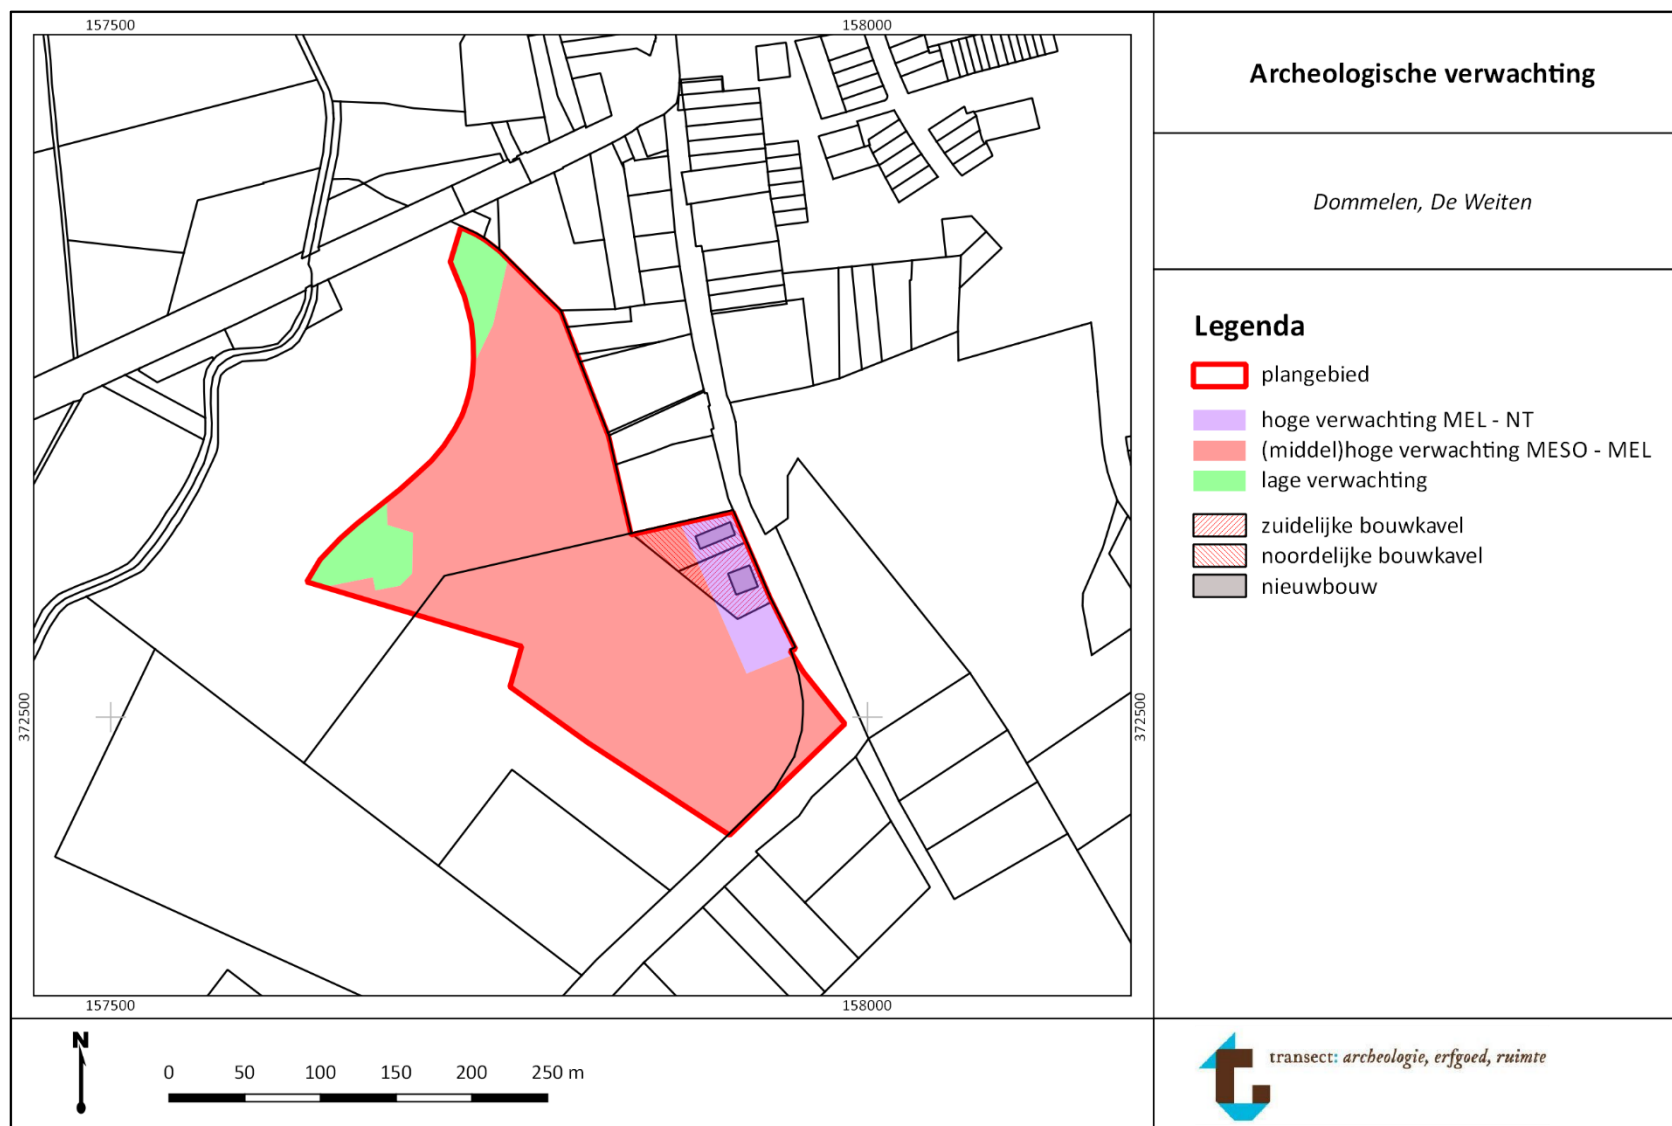 157500
158000
Archeologische verwachting
Dommelen, De Weiten
Legenda
plangebied
hoge verwachting MEL - NT
(middel)hoge verwachting MESO - MEL
lage verwachting
zuidelijke bouwkavel
noordelijke bouwkavel
nieuwbouw
372500
372500
157500
158000
N
0 50 100 150 200 250 m
transect: archeologie, erfgoed, ruimte